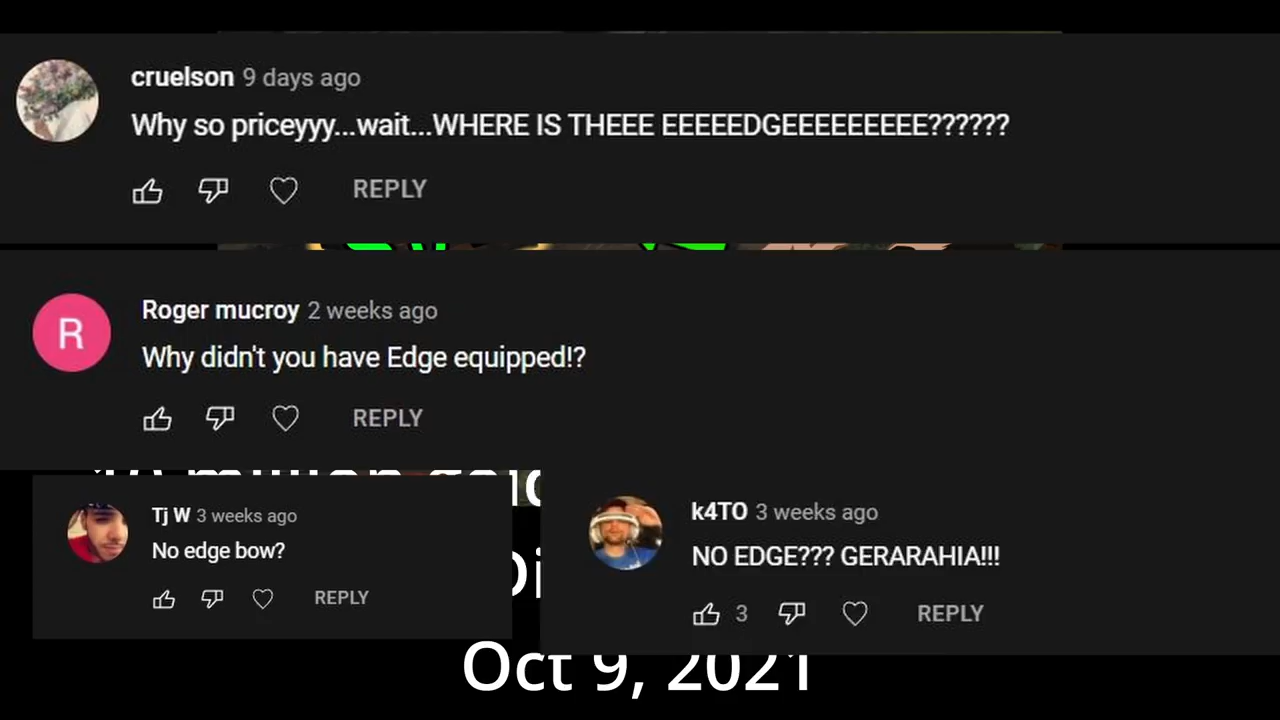 cruelson 9 days ago
Why so priceyyy...wait...WHERE IS THEEE EEEEEDGEEEEEEEEE??????
REPLY
R
Roger mucroy 2 weeks ago
Why didn't you have Edge equipped!?
REPLY
Tj W 3 weeks ago
No edge bow?
REPLY
k4TO 3 weeks ago
NO EDGE??? GERARAHIA!!!
3 REPLY
Di
Oct 9, 2021